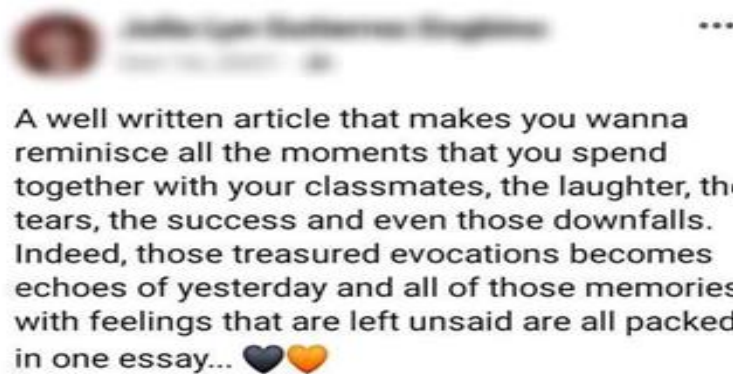 A well written article that makes you wanna
reminisce all the moments that you spend
together with your classmates, the laughter, the
tears, the success and even those downfalls.
Indeed, those treasured evocations becomes
echoes of yesterday and all of those memories
with feelings that are left unsaid are all packed
in one essay... 🖤🧡